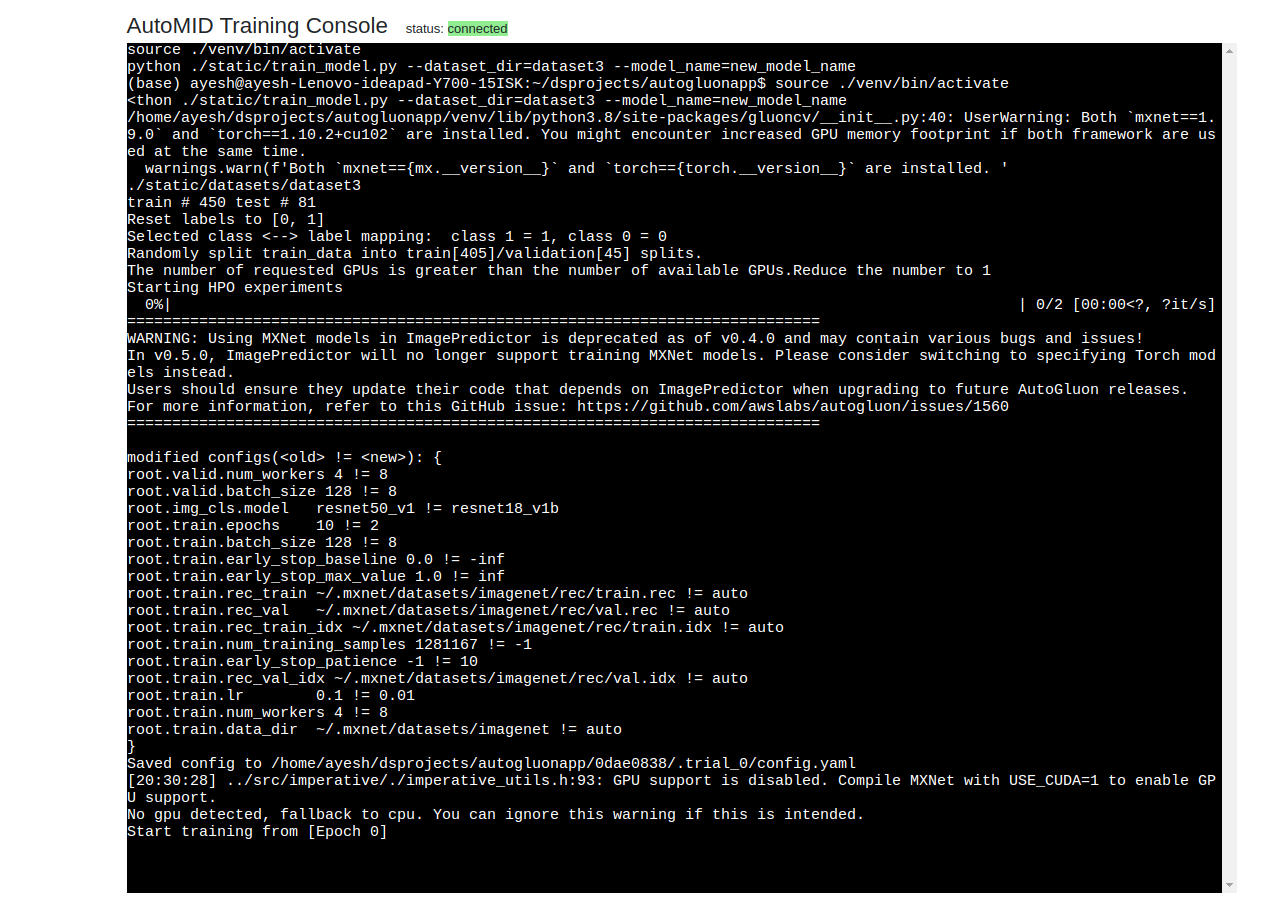 AutoMID Training Console status: connected
source ./venv/bin/activate
python ./static/train_model.py --dataset_dir=dataset3 --model_name=new_model_name
(base) ayesh@ayesh-Lenovo-ideapad-Y700-15ISK:~/dsprojects/autogluonapp$ source ./venv/bin/activate
<thon ./static/train_model.py --dataset_dir=dataset3 --model_name=new_model_name
/home/ayesh/dsprojects/autogluonapp/venv/lib/python3.8/site-packages/gluoncv/__init__.py:40: UserWarning: Both `mxnet==1.
9.0` and `torch==1.10.2+cu102` are installed. You might encounter increased GPU memory footprint if both framework are us
ed at the same time.
  warnings.warn(f'Both `mxnet=={mx.__version__}` and `torch=={torch.__version__}` are installed. '
./static/datasets/dataset3
train # 450 test # 81
Reset labels to [0, 1]
Selected class <--> label mapping:  class 1 = 1, class 0 = 0
Randomly split train_data into train[405]/validation[45] splits.
The number of requested GPUs is greater than the number of available GPUs.Reduce the number to 1
Starting HPO experiments
  0%|                                                                                              | 0/2 [00:00<?, ?it/s]
=============================================================================
WARNING: Using MXNet models in ImagePredictor is deprecated as of v0.4.0 and may contain various bugs and issues!
In v0.5.0, ImagePredictor will no longer support training MXNet models. Please consider switching to specifying Torch mod
els instead.
Users should ensure they update their code that depends on ImagePredictor when upgrading to future AutoGluon releases.
For more information, refer to this GitHub issue: https://github.com/awslabs/autogluon/issues/1560
=============================================================================
modified configs(<old> != <new>): {
root.valid.num_workers 4 != 8
root.valid.batch_size 128 != 8
root.img_cls.model   resnet50_v1 != resnet18_v1b
root.train.epochs    10 != 2
root.train.batch_size 128 != 8
root.train.early_stop_baseline 0.0 != -inf
root.train.early_stop_max_value 1.0 != inf
root.train.rec_train ~/.mxnet/datasets/imagenet/rec/train.rec != auto
root.train.rec_val   ~/.mxnet/datasets/imagenet/rec/val.rec != auto
root.train.rec_train_idx ~/.mxnet/datasets/imagenet/rec/train.idx != auto
root.train.num_training_samples 1281167 != -1
root.train.early_stop_patience -1 != 10
root.train.rec_val_idx ~/.mxnet/datasets/imagenet/rec/val.idx != auto
root.train.lr        0.1 != 0.01
root.train.num_workers 4 != 8
root.train.data_dir  ~/.mxnet/datasets/imagenet != auto
}
Saved config to /home/ayesh/dsprojects/autogluonapp/0dae0838/.trial_0/config.yaml
[20:30:28] ../src/imperative/./imperative_utils.h:93: GPU support is disabled. Compile MXNet with USE_CUDA=1 to enable GP
U support.
No gpu detected, fallback to cpu. You can ignore this warning if this is intended.
Start training from [Epoch 0]